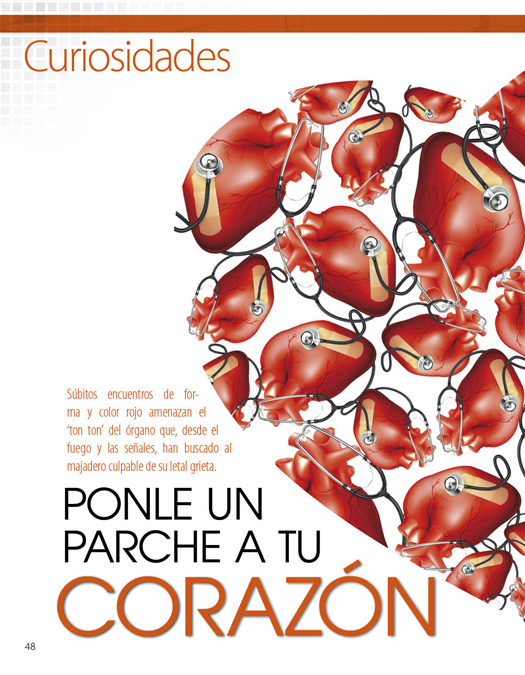 Curiosidades
Súbitos encuentros de for-
ma y color rojo amenazan el
‘ton ton’ del órgano que, desde el
fuego y las señales, han buscado al
majadero culpable de su letal grieta.
PONLE UN
PARCHE A TU
CORAZÓN
48